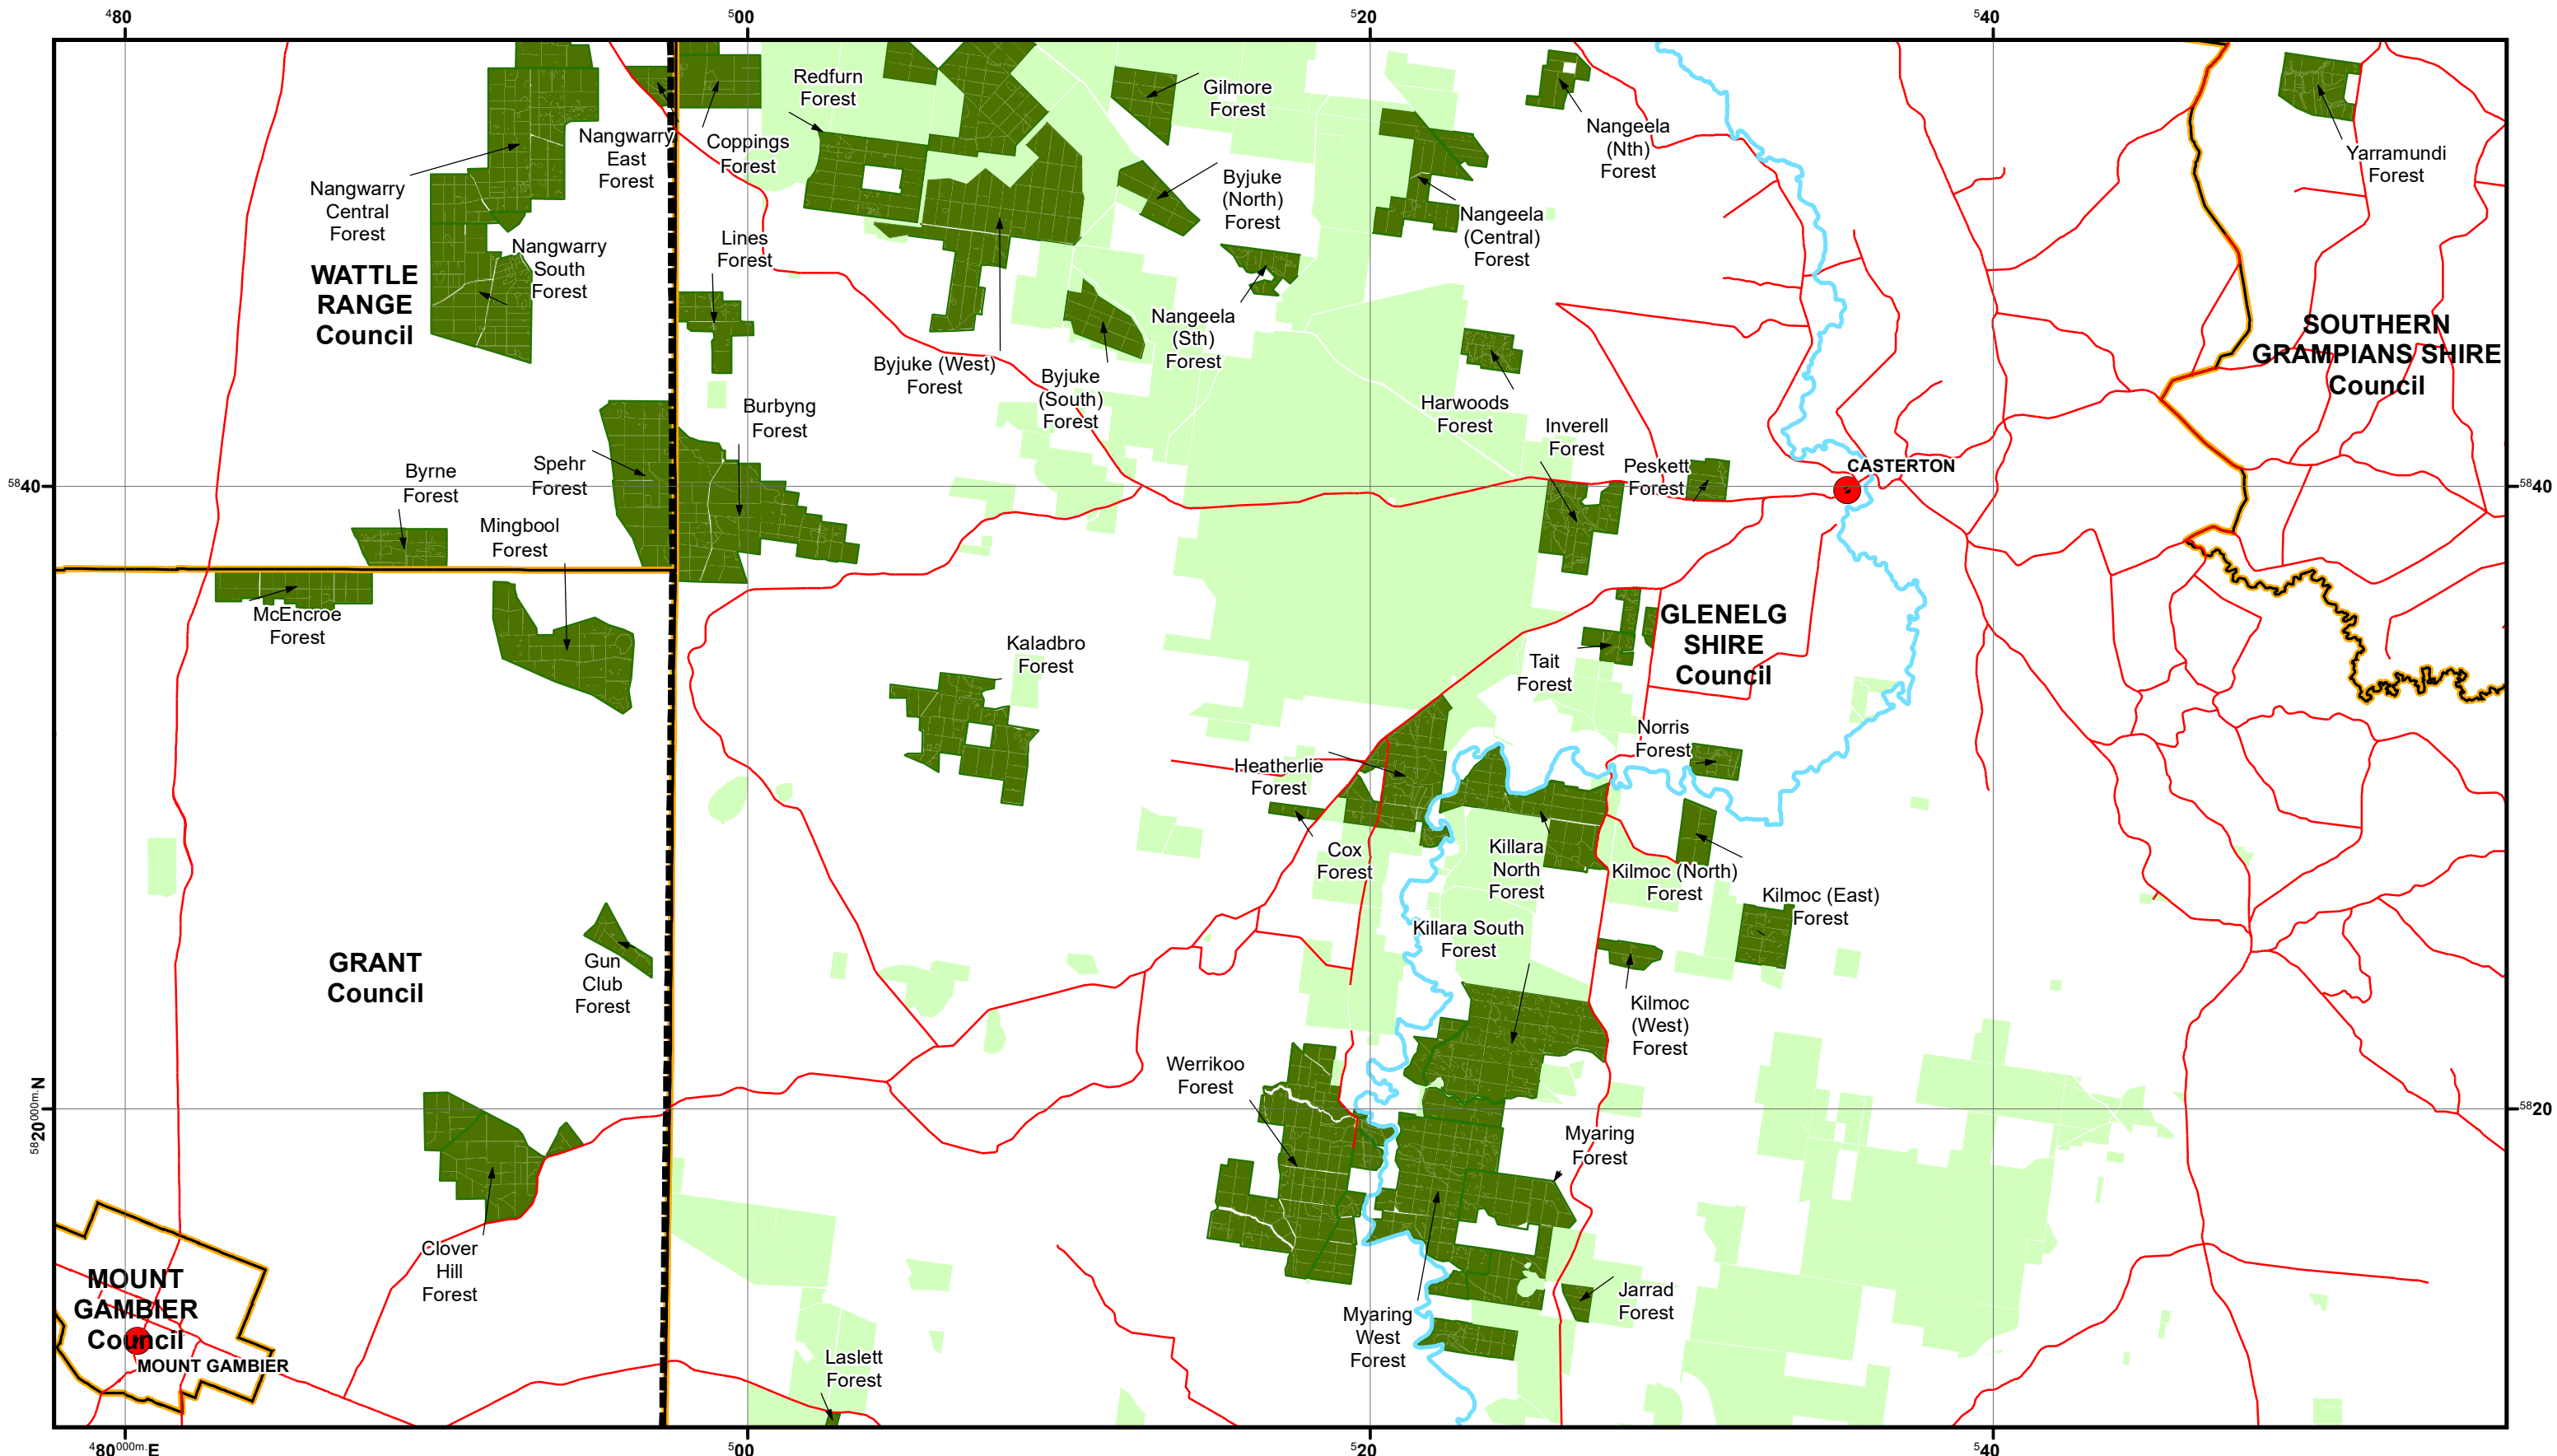 480
500
520
540
Redfurn
Forest
Gilmore
Forest
Nangwarry
East
Forest
Coppings
Forest
Nangeela
(Nth)
Forest
Yarramundi
Forest
Nangwarry
Central
Forest
Byjuke
(North)
Forest
Nangeela
(Central)
Forest
Nangwarry
South
Forest
Lines
Forest
WATTLE
RANGE
Council
Nangeela
(Sth)
Forest
SOUTHERN
GRAMPIANS SHIRE
Council
Byjuke (West)
Forest
Byjuke
(South)
Forest
Burbyng
Forest
Harwoods
Forest
Inverell
Forest
Peskett
Forest
CASTERTON
Byrne
Forest
Spehr
Forest
5840
5840
Mingbool
Forest
McEncroe
Forest
Kaladbro
Forest
GLENELG
SHIRE
Council
Tait
Forest
Norris
Forest
Heatherlie
Forest
Cox
Forest
Killara
North
Forest
Kilmoc (North)
Forest
Kilmoc (East)
Forest
Killara South
Forest
GRANT
Council
Gun
Club
Forest
Kilmoc
(West)
Forest
Werrikoo
Forest
5820000m.N
5820
Myaring
Forest
Clover
Hill
Forest
MOUNT
GAMBIER
Council
MOUNT GAMBIER
Jarrad
Forest
Myaring
West
Forest
Laslett
Forest
480000m.E
500
520
540